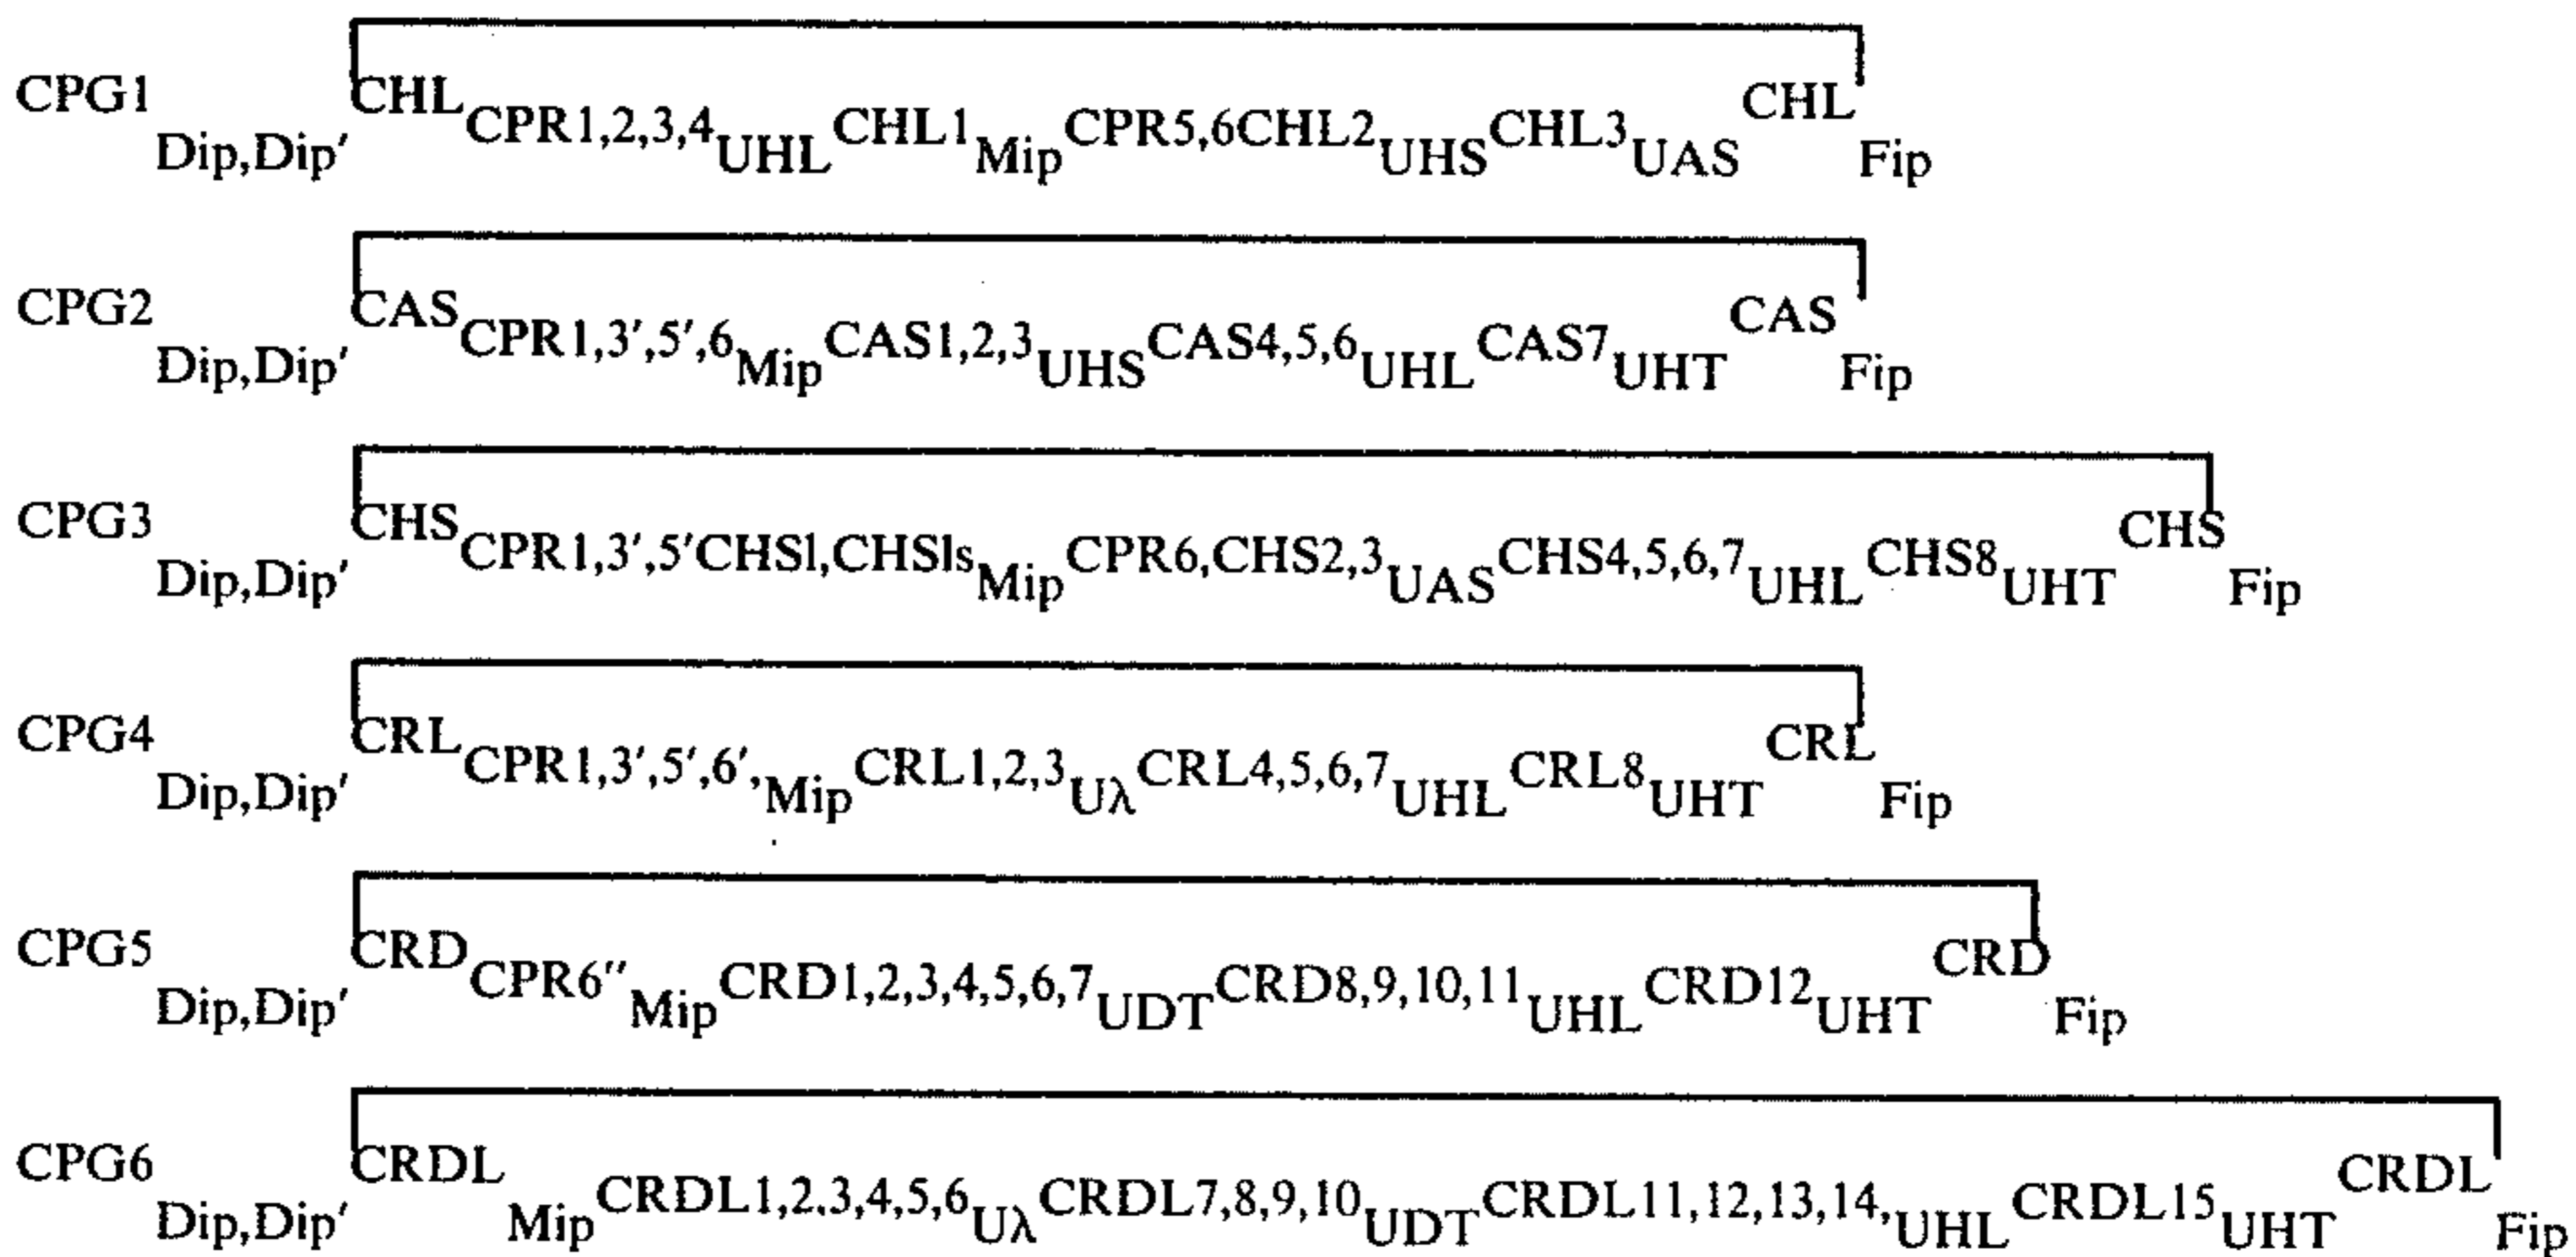 CPG1 Dip,Dip′ CHL CPR1,2,3,4 UHL CHL1 Mip CPR5,6CHL2 UHS CHL3 UAS CHL Fip
CPG2 Dip,Dip′ CAS CPR1,3′,5′,6 Mip CAS1,2,3 UHS CAS4,5,6 UHL CAS7 UHT CAS Fip
CPG3 Dip,Dip′ CHS CPR1,3′,5′CHSl,CHSls Mip CPR6,CHS2,3 UAS CHS4,5,6,7 UHL CHS8 UHT CHS Fip
CPG4 Dip,Dip′ CRL CPR1,3′,5′,6′, Mip CRL1,2,3 Uλ CRL4,5,6,7 UHL CRL8 UHT CRL Fip
CPG5 Dip,Dip′ CRD CPR6″ Mip CRD1,2,3,4,5,6,7 UDT CRD8,9,10,11 UHL CRD12 UHT CRD Fip
CPG6 Dip,Dip′ CRDL Mip CRDL1,2,3,4,5,6 Uλ CRDL7,8,9,10 UDT CRDL11,12,13,14, UHL CRDL15 UHT CRDL Fip